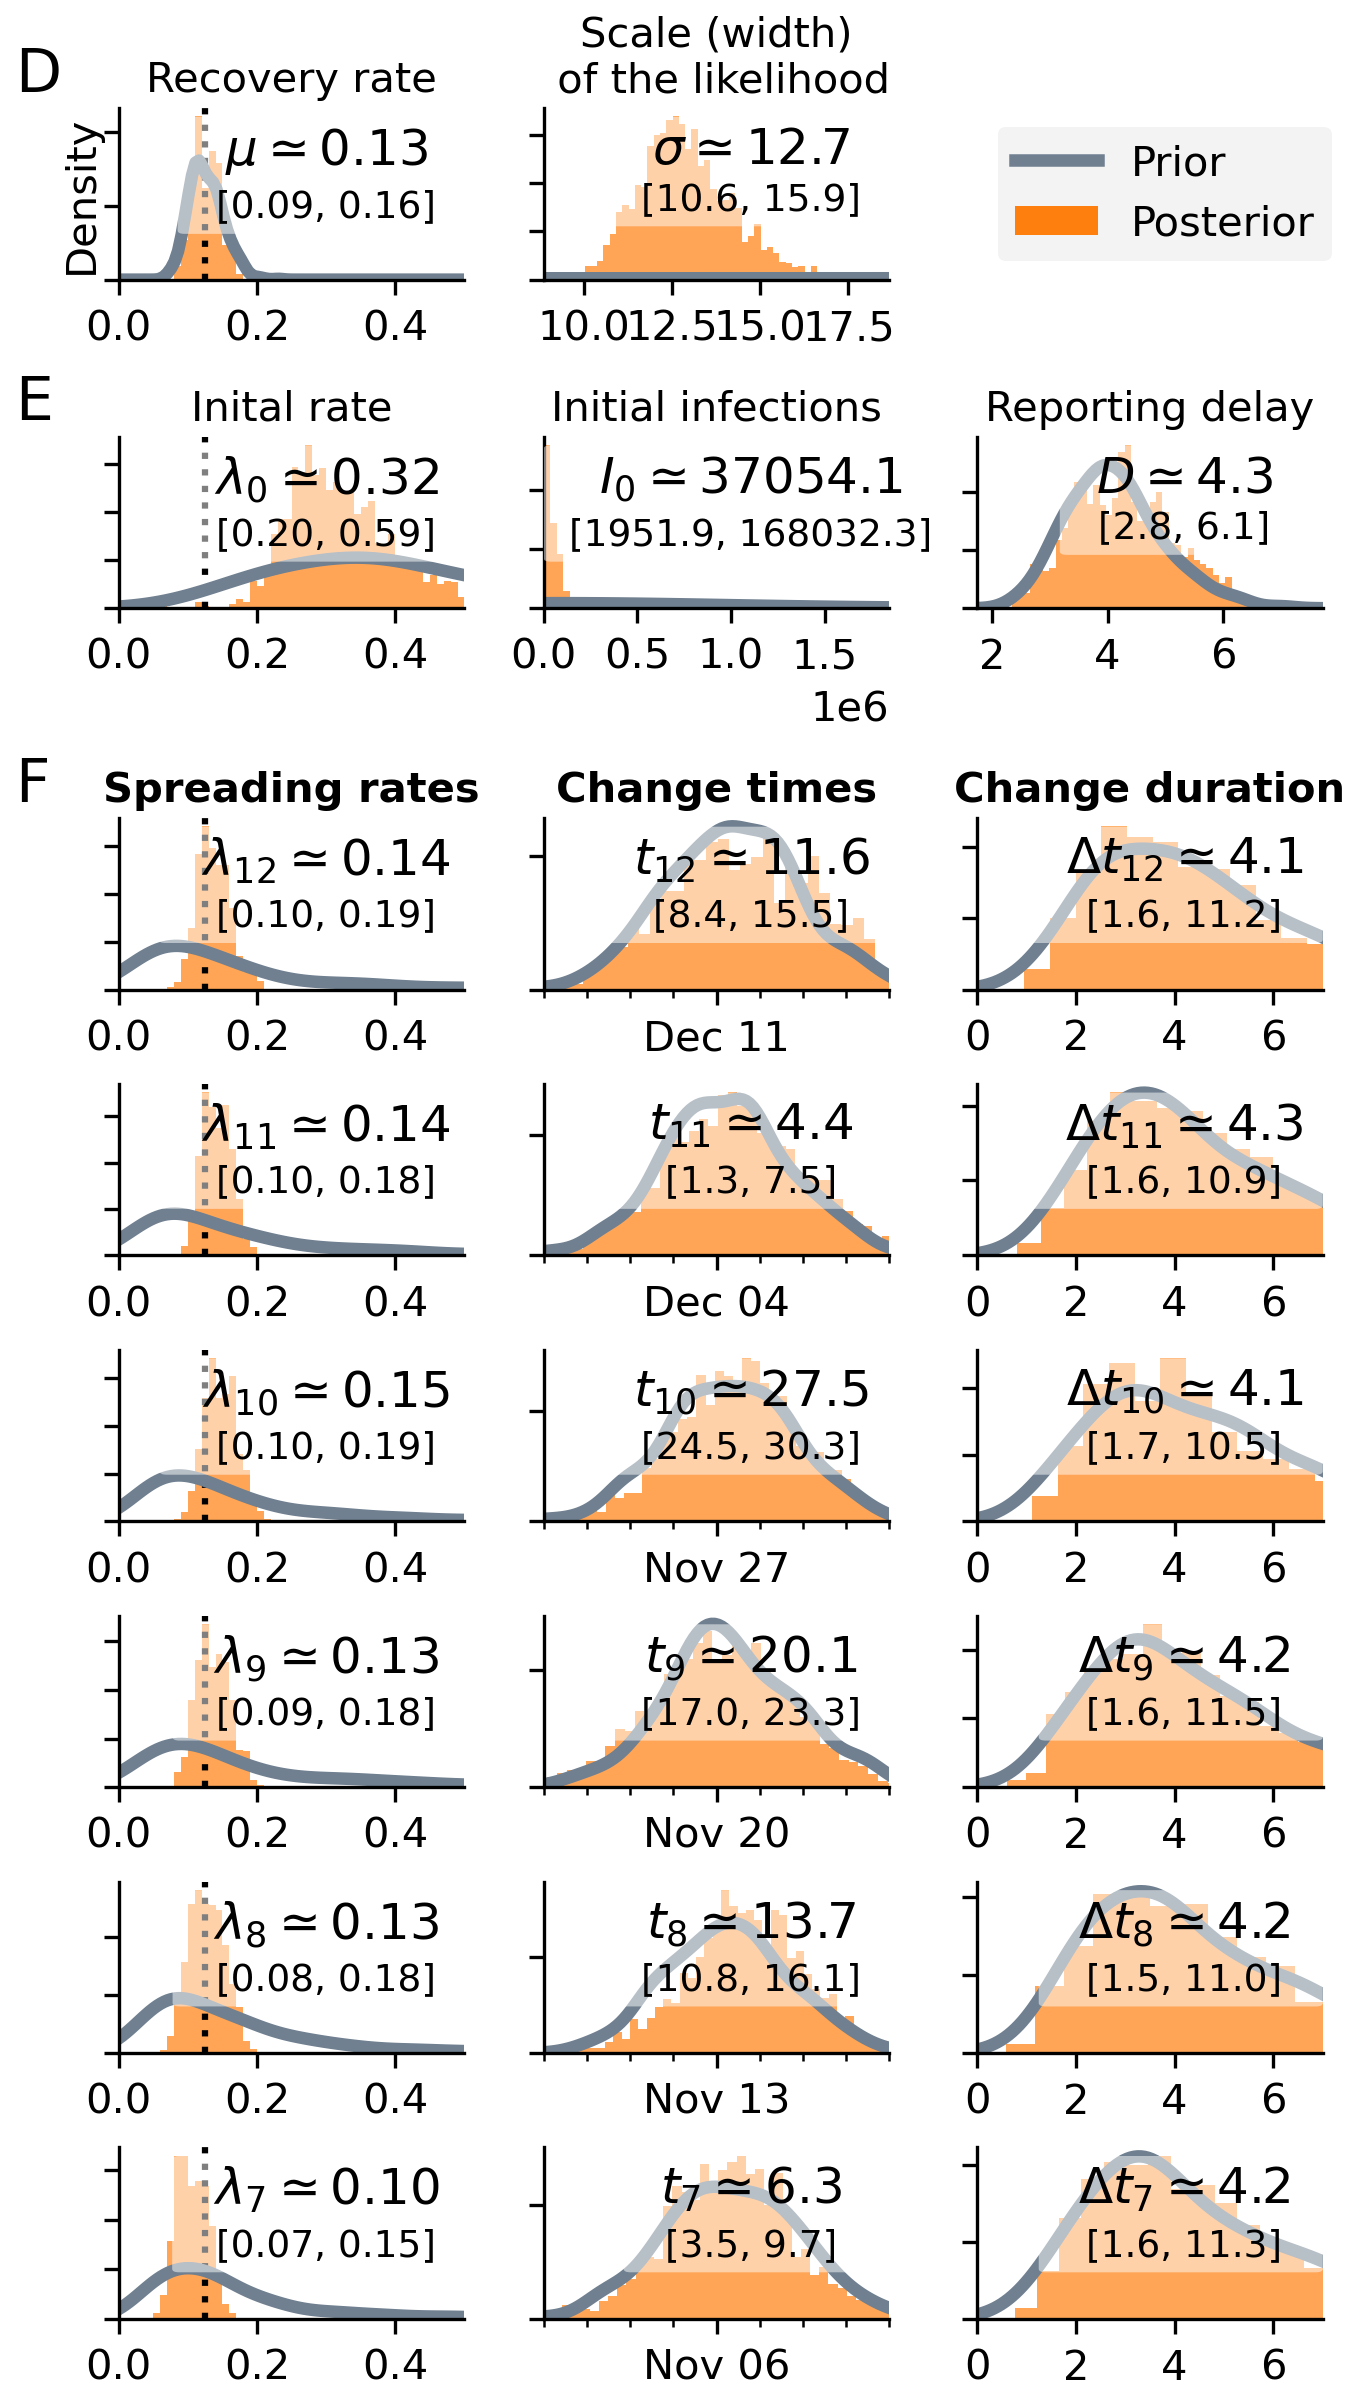 D
Recovery rate
Scale (width)
of the likelihood
Density
μ ≃ 0.13
[0.09, 0.16]
σ ≃ 12.7
[10.6, 15.9]
Prior
Posterior
0.0 0.2 0.4
10.0 12.5 15.0 17.5
E
Inital rate
Initial infections
Reporting delay
λ₀ ≃ 0.32
[0.20, 0.59]
I₀ ≃ 37054.1
[1951.9, 168032.3]
D ≃ 4.3
[2.8, 6.1]
0.0 0.2 0.4
0.0 0.5 1.0 1.5
1e6
2 4 6
F
Spreading rates
Change times
Change duration
λ₁₂ ≃ 0.14
[0.10, 0.19]
t₁₂ ≃ 11.6
[8.4, 15.5]
Δt₁₂ ≃ 4.1
[1.6, 11.2]
0.0 0.2 0.4
Dec 11
0 2 4 6
λ₁₁ ≃ 0.14
[0.10, 0.18]
t₁₁ ≃ 4.4
[1.3, 7.5]
Δt₁₁ ≃ 4.3
[1.6, 10.9]
0.0 0.2 0.4
Dec 04
0 2 4 6
λ₁₀ ≃ 0.15
[0.10, 0.19]
t₁₀ ≃ 27.5
[24.5, 30.3]
Δt₁₀ ≃ 4.1
[1.7, 10.5]
0.0 0.2 0.4
Nov 27
0 2 4 6
λ₉ ≃ 0.13
[0.09, 0.18]
t₉ ≃ 20.1
[17.0, 23.3]
Δt₉ ≃ 4.2
[1.6, 11.5]
0.0 0.2 0.4
Nov 20
0 2 4 6
λ₈ ≃ 0.13
[0.08, 0.18]
t₈ ≃ 13.7
[10.8, 16.1]
Δt₈ ≃ 4.2
[1.5, 11.0]
0.0 0.2 0.4
Nov 13
0 2 4 6
λ₇ ≃ 0.10
[0.07, 0.15]
t₇ ≃ 6.3
[3.5, 9.7]
Δt₇ ≃ 4.2
[1.6, 11.3]
0.0 0.2 0.4
Nov 06
0 2 4 6